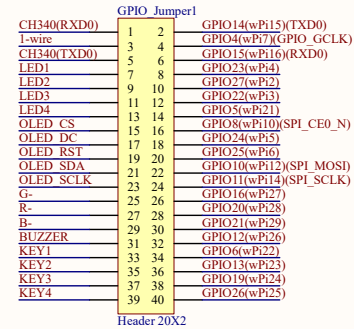 GPIO_Jumper1
CH340(RXD0) 1 2 GPIO14(wPi15)(TXD0)
1-wire 3 4 GPIO4(wPi7)(GPIO_GCLK)
CH340(TXD0) 5 6 GPIO15(wPi16)(RXD0)
LED1 7 8 GPIO23(wPi4)
LED2 9 10 GPIO27(wPi2)
LED3 11 12 GPIO22(wPi3)
LED4 13 14 GPIO5(wPi21)
OLED_CS 15 16 GPIO8(wPi10)(SPI_CE0_N)
OLED_DC 17 18 GPIO24(wPi5)
OLED_RST 19 20 GPIO25(wPi6)
OLED_SDA 21 22 GPIO10(wPi12)(SPI_MOSI)
OLED_SCLK 23 24 GPIO11(wPi14)(SPI_SCLK)
G- 25 26 GPIO16(wPi27)
R- 27 28 GPIO20(wPi28)
B- 29 30 GPIO21(wPi29)
BUZZER 31 32 GPIO12(wPi26)
KEY1 33 34 GPIO6(wPi22)
KEY2 35 36 GPIO13(wPi23)
KEY3 37 38 GPIO19(wPi24)
KEY4 39 40 GPIO26(wPi25)
Header 20X2